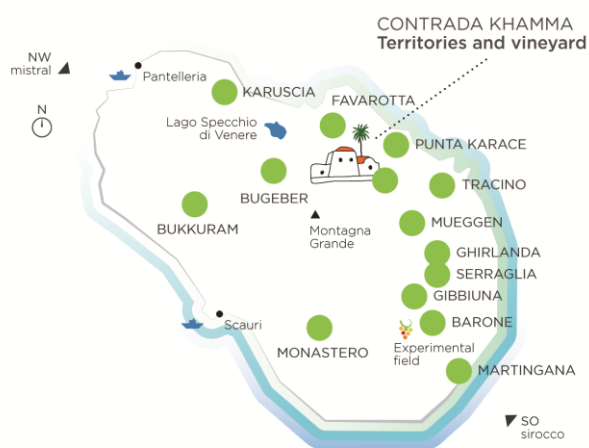 CONTRADA KHAMMA
Territories and vineyard
NW
mistral
Pantelleria
N
KARUSCIA
FAVAROTTA
Lago Specchio
di Venere
PUNTA KARACE
TRACINO
BUGEBER
BUKKURAM
Montagna
Grande
MUEGGEN
GHIRLANDA
SERRAGLIA
GIBBIUNA
Scauri
BARONE
MONASTERO
Experimental
field
MARTINGANA
SO
sirocco